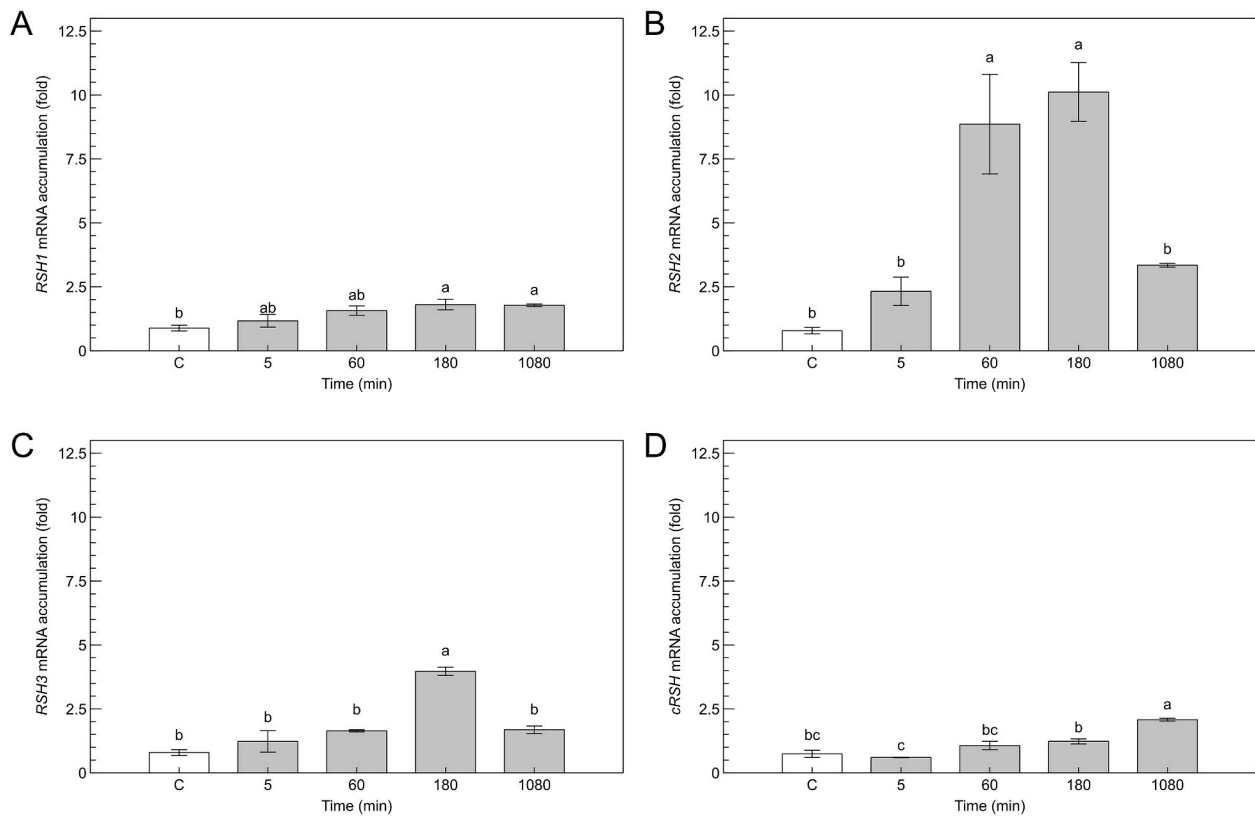 A
RSH1 mRNA accumulation (fold)
12.5
10
7.5
5
2.5
0
b
ab
ab
a
a
C 5 60 180 1080
Time (min)
B
RSH2 mRNA accumulation (fold)
12.5
10
7.5
5
2.5
0
b
b
a
a
b
C 5 60 180 1080
Time (min)
C
RSH3 mRNA accumulation (fold)
12.5
10
7.5
5
2.5
0
b
b
b
a
b
C 5 60 180 1080
Time (min)
D
cRSH mRNA accumulation (fold)
12.5
10
7.5
5
2.5
0
bc
c
bc
b
a
C 5 60 180 1080
Time (min)